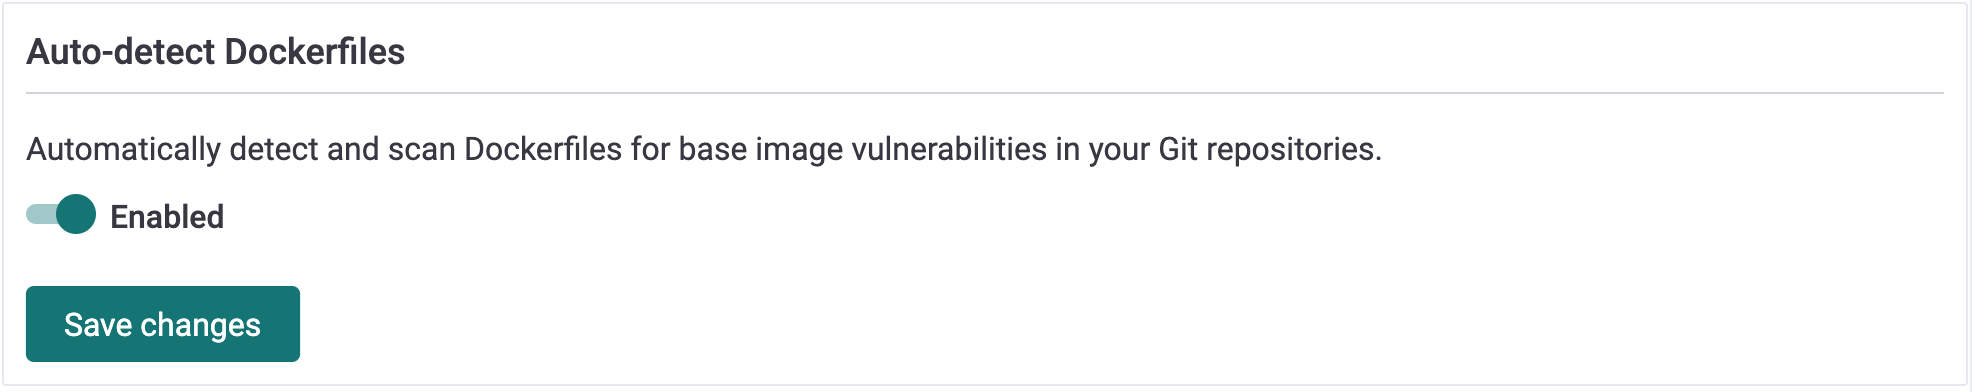 Auto-detect Dockerfiles
Automatically detect and scan Dockerfiles for base image vulnerabilities in your Git repositories.
Enabled
Save changes